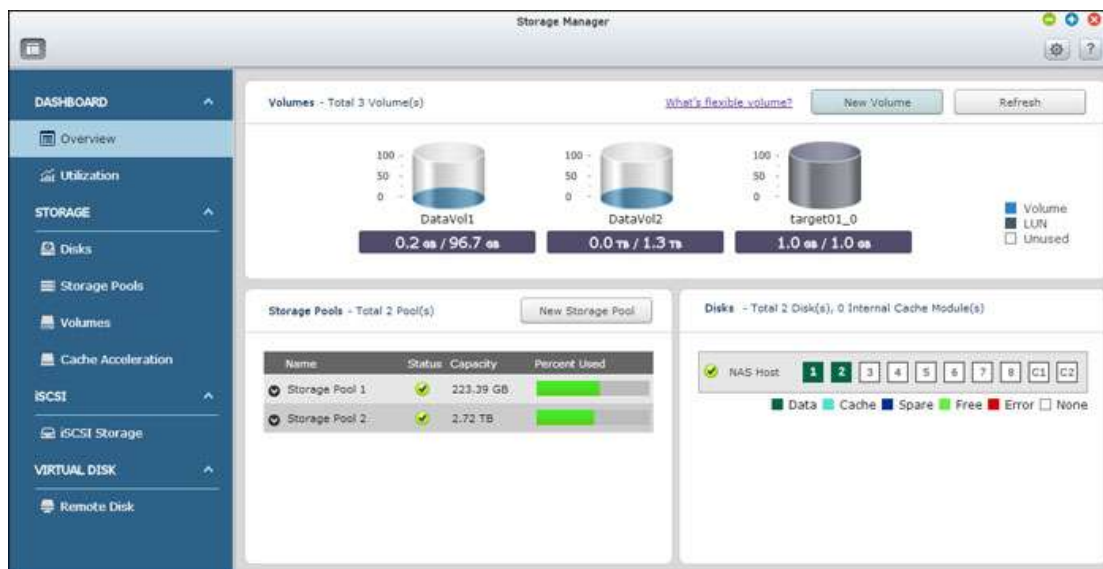 Storage Manager
?
DASHBOARD
Overview
Utilization
STORAGE
Disks
Storage Pools
Volumes
Cache Acceleration
iSCSI
iSCSI Storage
VIRTUAL DISK
Remote Disk
Volumes - Total 3 Volume(s)
What's flexible volume?
New Volume
Refresh
100
50
0
DataVol1
0.2 GB / 96.7 GB
100
50
0
DataVol2
0.0 TB / 1.3 TB
100
50
0
target01_0
1.0 GB / 1.0 GB
Volume
LUN
Unused
Storage Pools - Total 2 Pool(s)
New Storage Pool
Name Status Capacity Percent Used
Storage Pool 1 223.39 GB
Storage Pool 2 2.72 TB
Disks - Total 2 Disk(s), 0 Internal Cache Module(s)
NAS Host 1 2 3 4 5 6 7 8 C1 C2
Data Cache Spare Free Error None